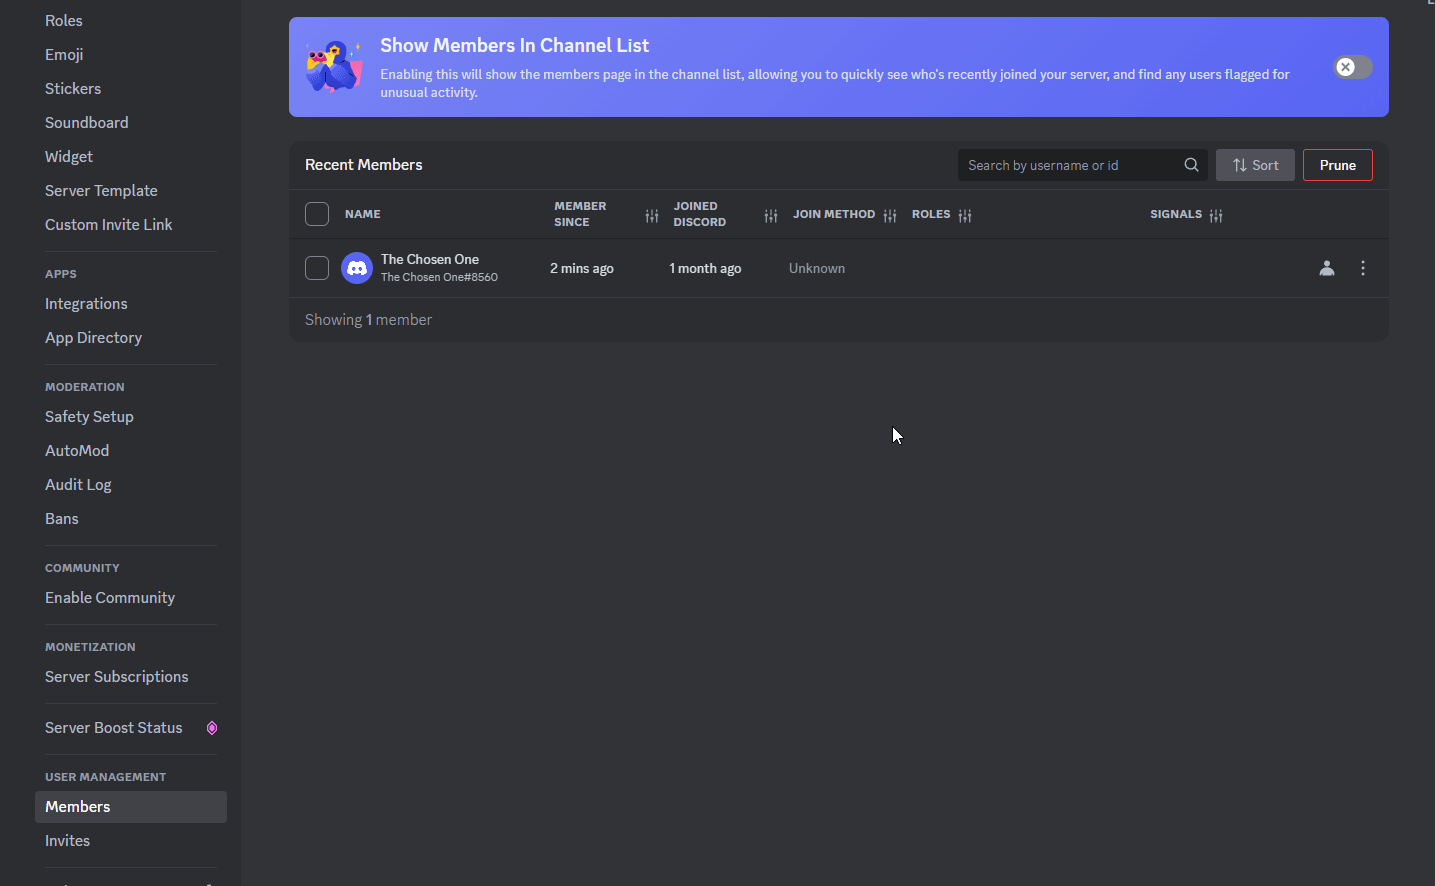 Roles
Emoji
Stickers
Soundboard
Widget
Server Template
Custom Invite Link
APPS
Integrations
App Directory
MODERATION
Safety Setup
AutoMod
Audit Log
Bans
COMMUNITY
Enable Community
MONETIZATION
Server Subscriptions
Server Boost Status
USER MANAGEMENT
Members
Invites
Show Members In Channel List
Enabling this will show the members page in the channel list, allowing you to quickly see who's recently joined your server, and find any users flagged for
unusual activity.
Recent Members
Search by username or id
Sort
Prune
NAME
MEMBER
SINCE
JOINED
DISCORD
JOIN METHOD
ROLES
SIGNALS
The Chosen One
The Chosen One#8560
2 mins ago
1 month ago
Unknown
Showing 1 member